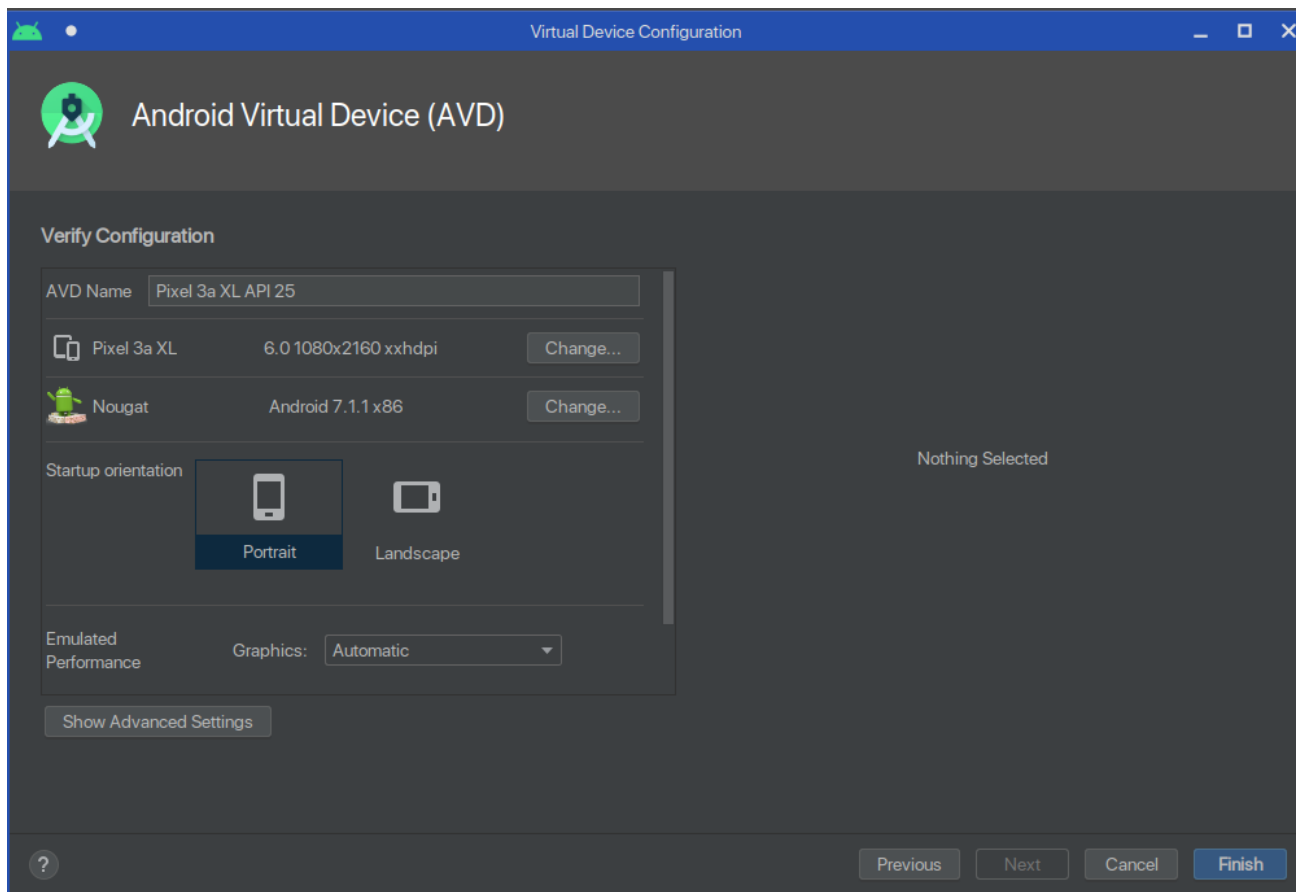 Virtual Device Configuration
Android Virtual Device (AVD)
Verify Configuration
AVD Name Pixel 3a XL API 25
Pixel 3a XL 6.0 1080x2160 xxhdpi Change...
Nougat Android 7.1.1 x86 Change...
Startup orientation
Portrait Landscape
Nothing Selected
Emulated
Performance
Graphics: Automatic
Show Advanced Settings
? Previous Next Cancel Finish